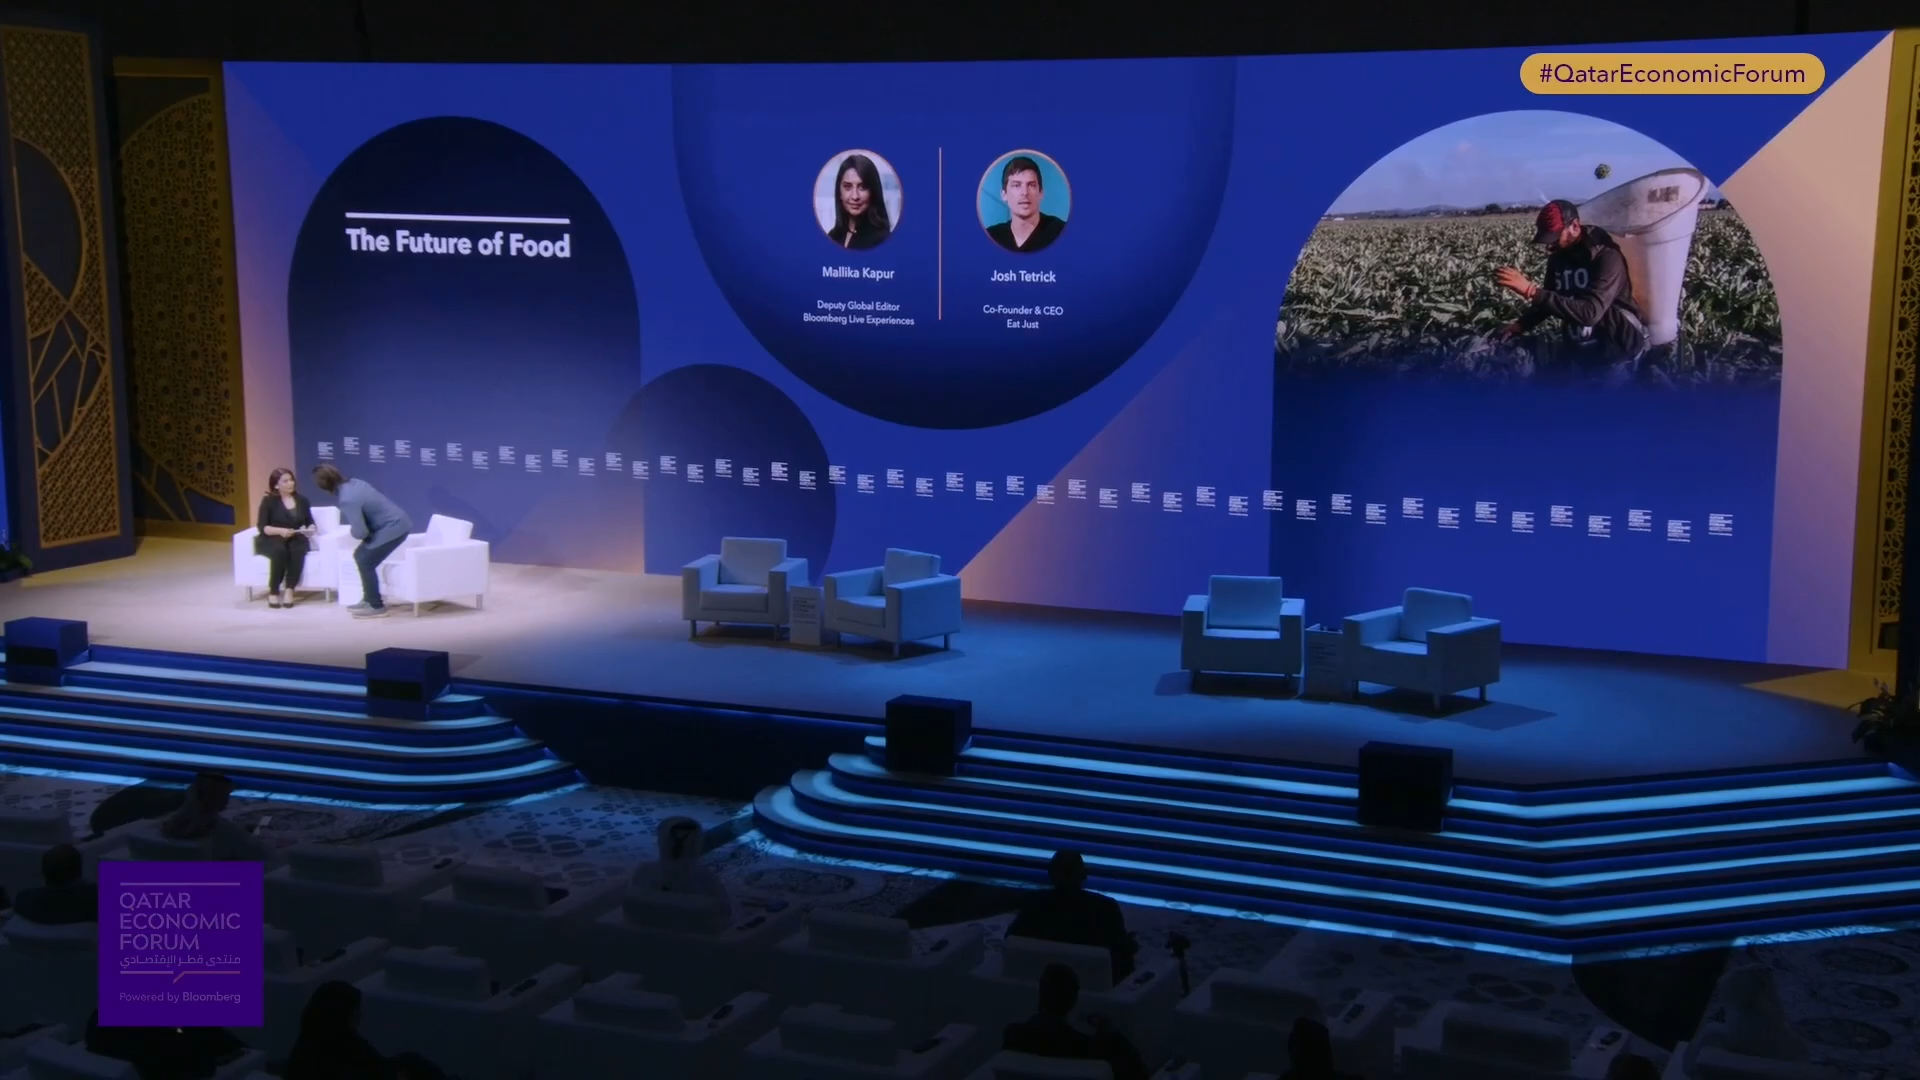 #QatarEconomicForum
The Future of Food
Mallika Kapur
Deputy Global Editor
Bloomberg Live Experiences
Josh Tetrick
Co-Founder & CEO
Eat Just
QATAR
ECONOMIC
FORUM
منتدى قطر الإقتصادي
Powered by Bloomberg